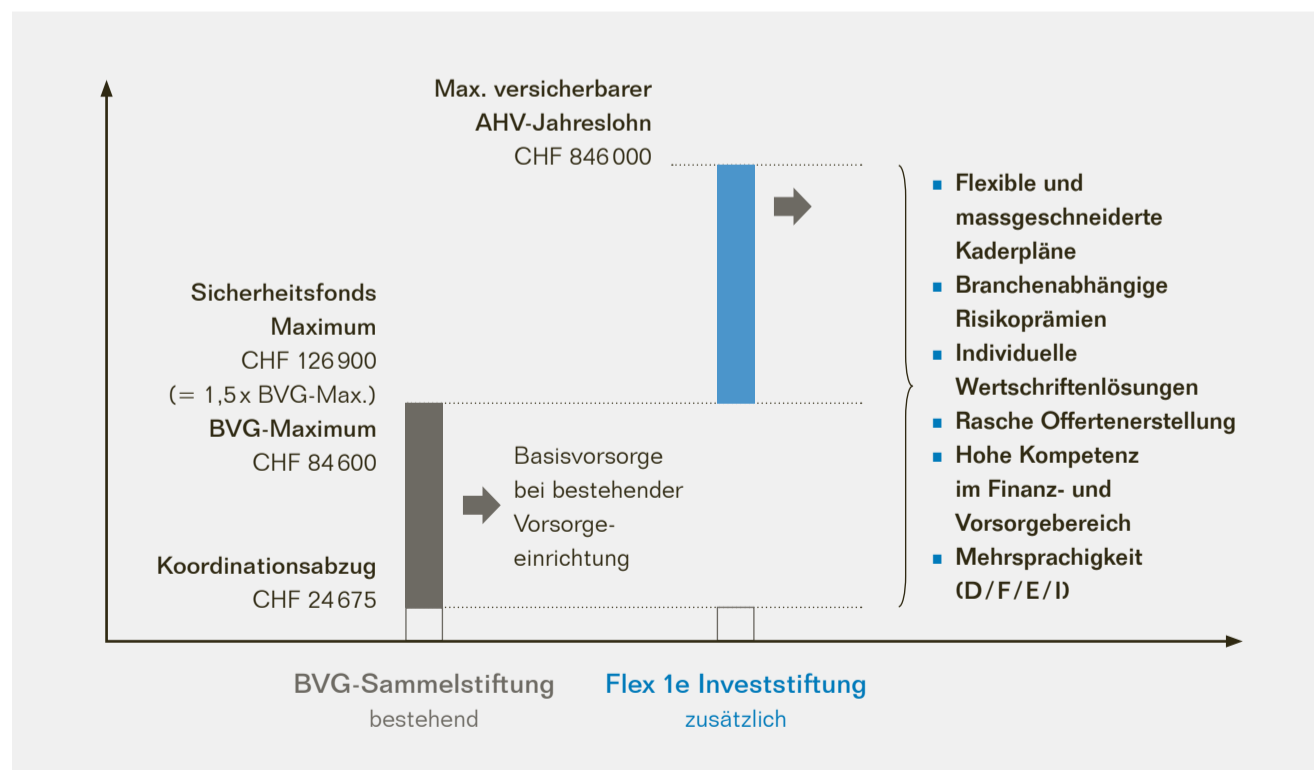 Max. versicherbarer
AHV-Jahreslohn
CHF 846 000
Sicherheitsfonds
Maximum
CHF 126 900
(= 1,5 x BVG-Max.)
BVG-Maximum
CHF 84 600
Koordinationsabzug
CHF 24 675
Basisvorsorge
bei bestehender
Vorsorge-
einrichtung
■ Flexible und
massgeschneiderte
Kaderpläne
■ Branchenabhängige
Risikoprämien
■ Individuelle
Wertschriftenlösungen
■ Rasche Offertenerstellung
■ Hohe Kompetenz
im Finanz- und
Vorsorgebereich
■ Mehrsprachigkeit
(D / F / E / I)
BVG-Sammelstiftung
bestehend
Flex 1e Investstiftung
zusätzlich